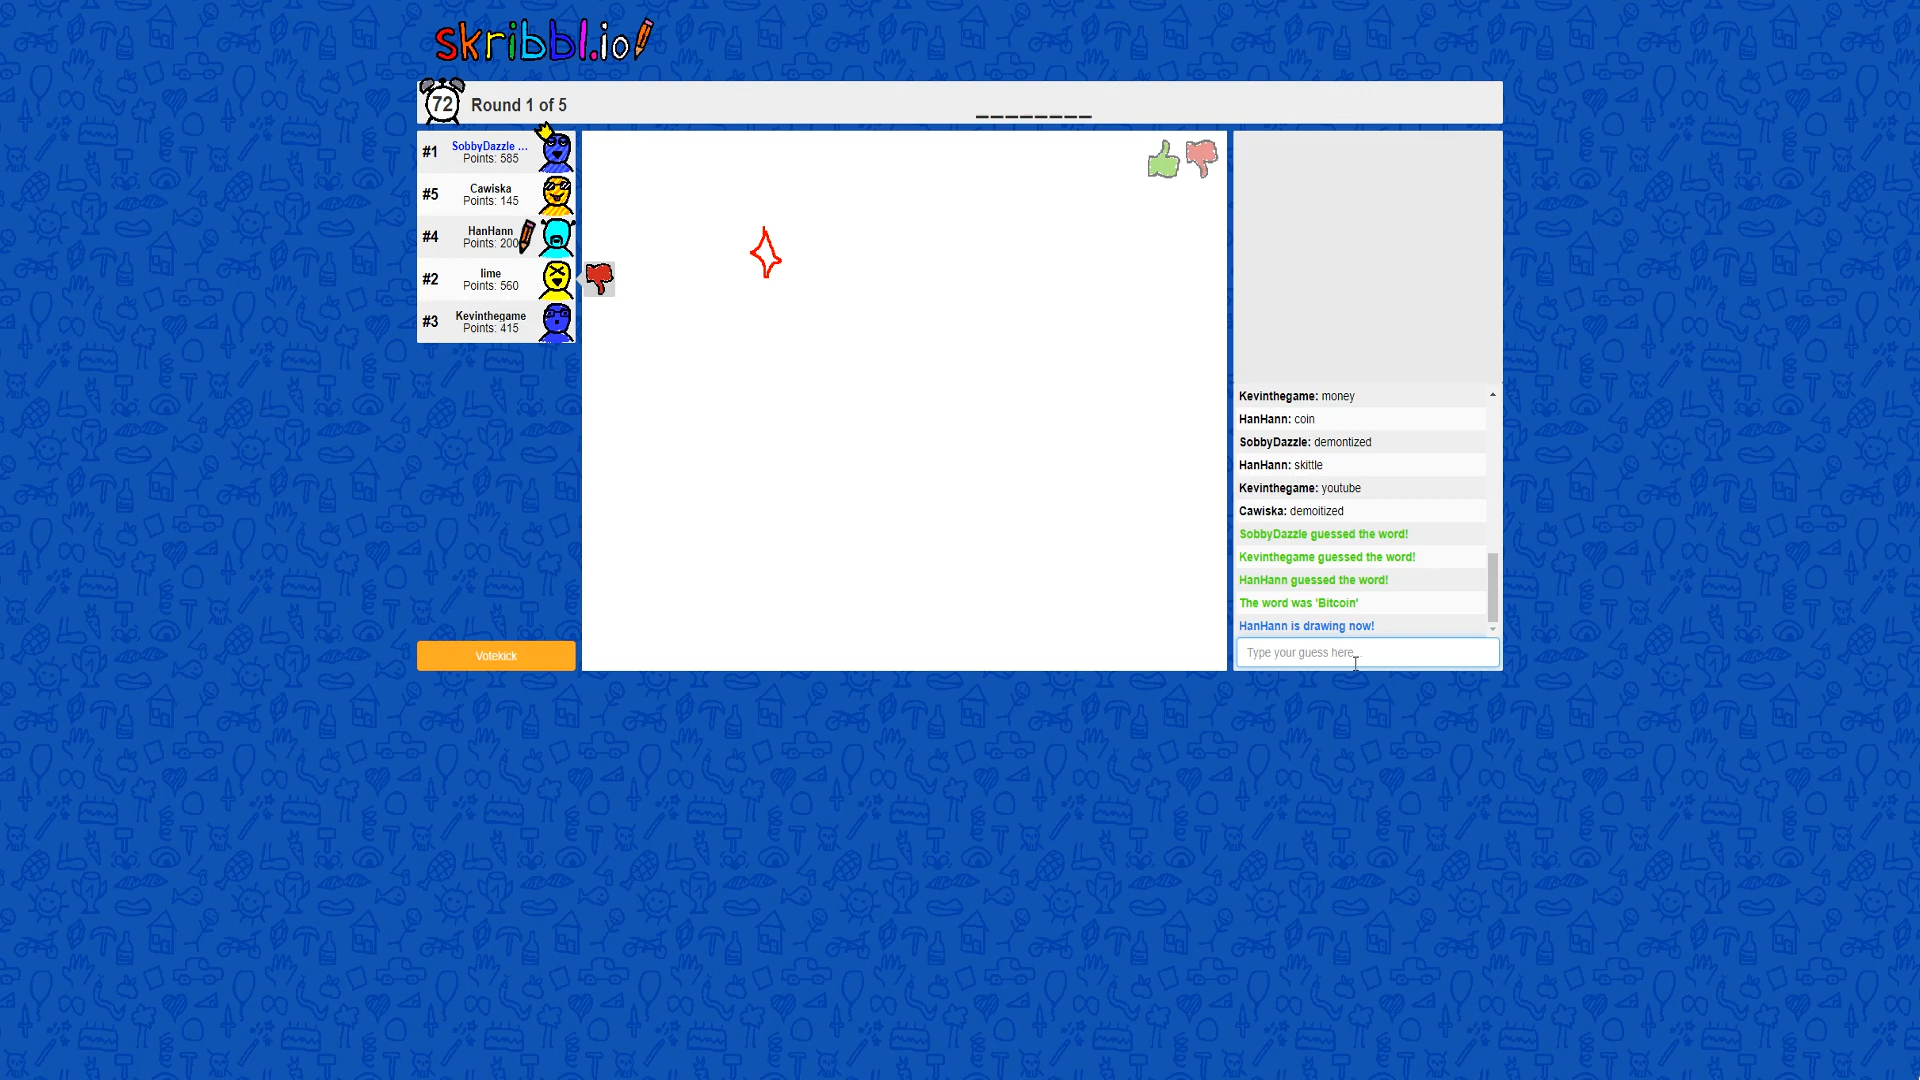 skribbl.io
72 Round 1 of 5
________
#1 SobbyDazzle ...
Points: 585
#5 Cawiska
Points: 145
#4 HanHann
Points: 200
#2 lime
Points: 560
#3 Kevinthegame
Points: 415
Votekick
Kevinthegame: money
HanHann: coin
SobbyDazzle: demontized
HanHann: skittle
Kevinthegame: youtube
Cawiska: demoitized
SobbyDazzle guessed the word!
Kevinthegame guessed the word!
HanHann guessed the word!
The word was 'Bitcoin'
HanHann is drawing now!
Type your guess here...